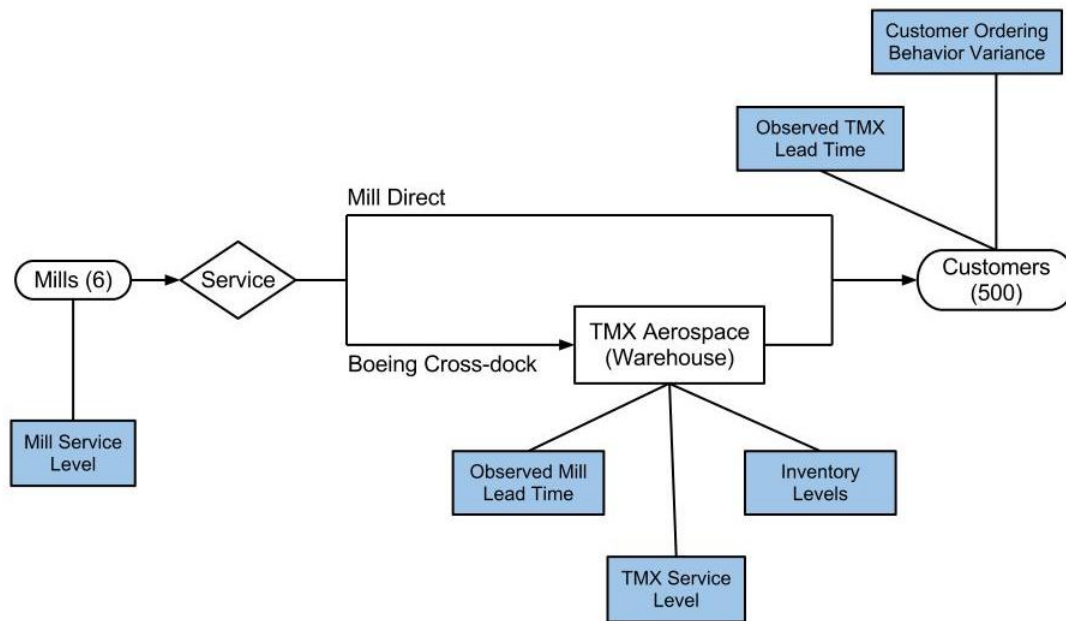 Customer Ordering
Behavior Variance
Observed TMX
Lead Time
Mill Direct
Mills (6)
Service
Customers
(500)
TMX Aerospace
(Warehouse)
Boeing Cross-dock
Mill Service
Level
Observed Mill
Lead Time
Inventory
Levels
TMX Service
Level